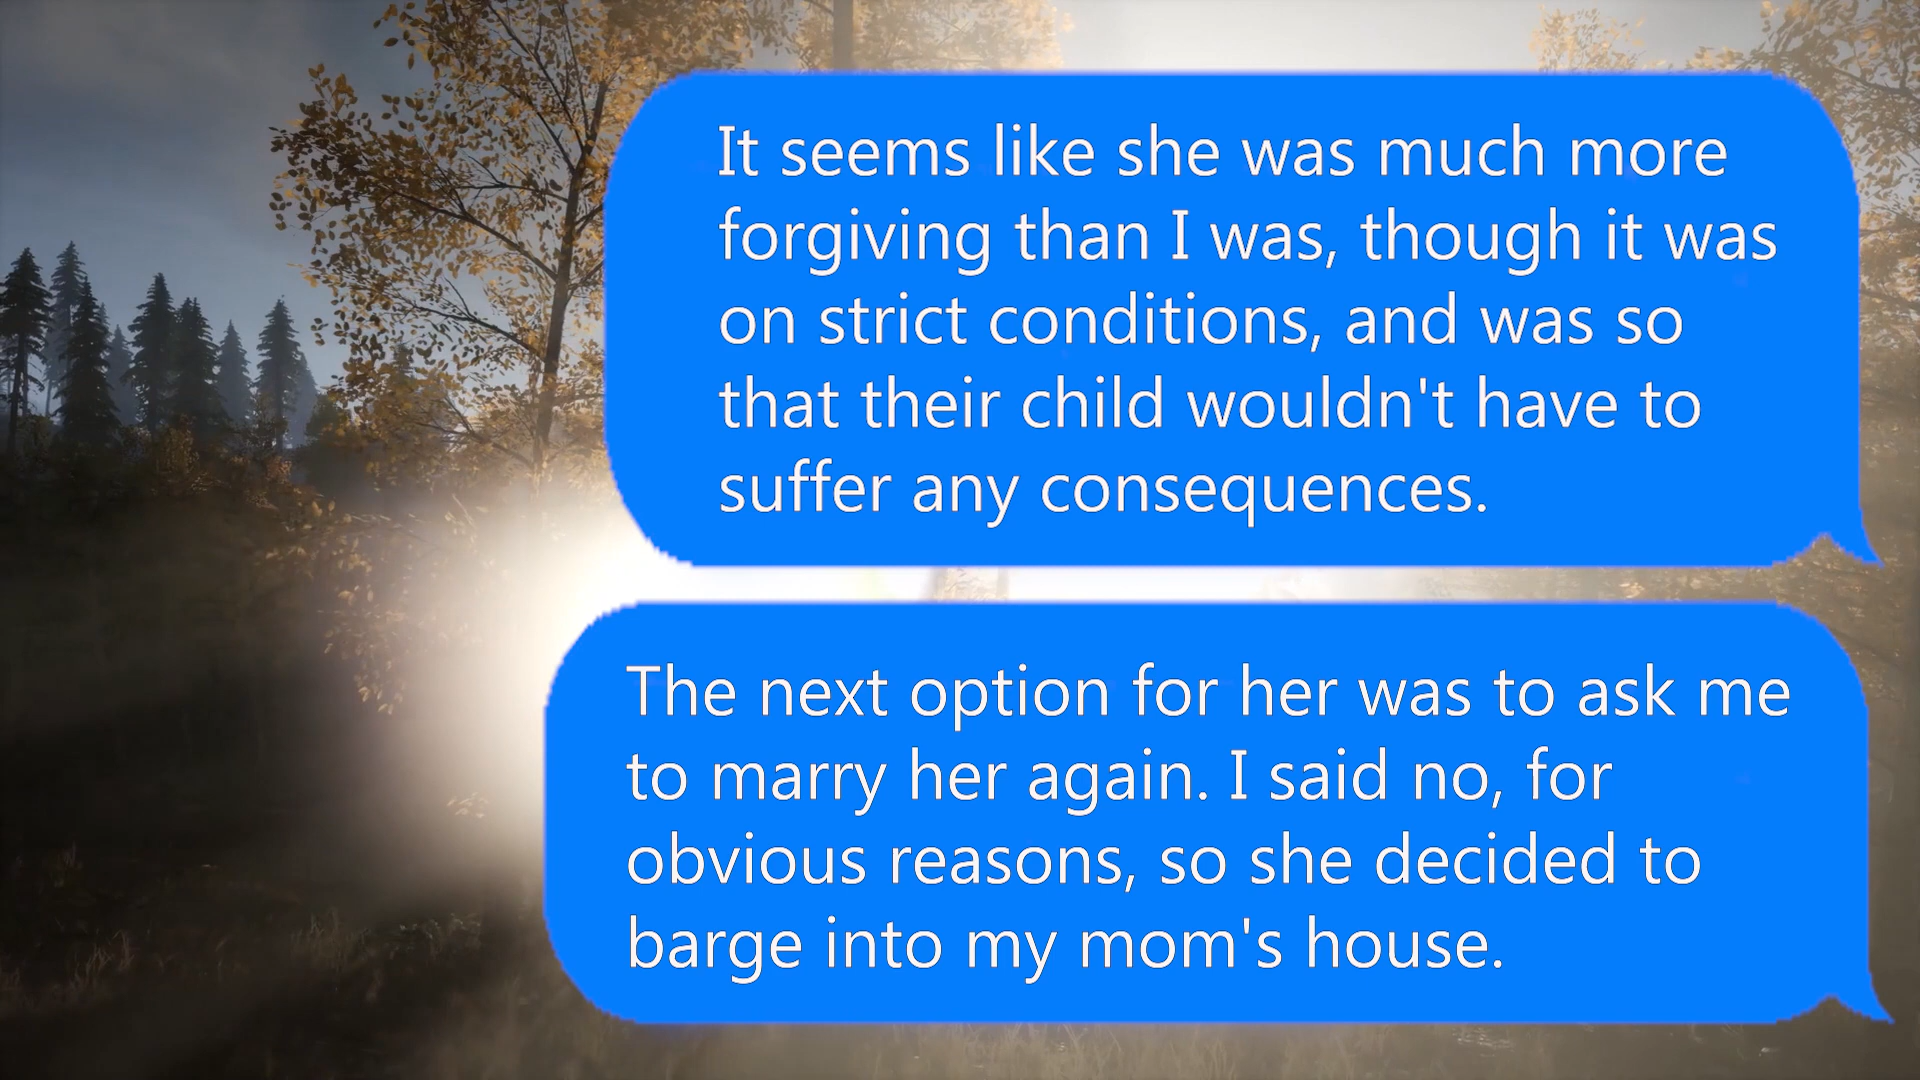 It seems like she was much more
forgiving than I was, though it was
on strict conditions, and was so
that their child wouldn't have to
suffer any consequences.
The next option for her was to ask me
to marry her again. I said no, for
obvious reasons, so she decided to
barge into my mom's house.